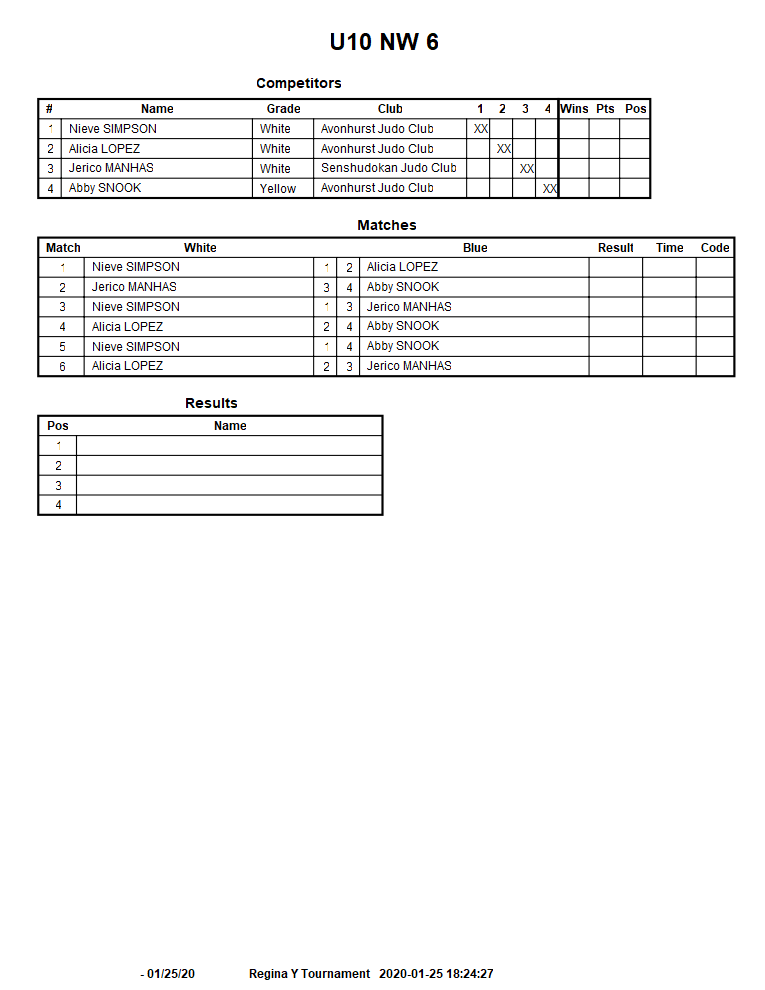 U10 NW 6
Competitors
# Name Grade Club 1 2 3 4 Wins Pts Pos
1 Nieve SIMPSON White Avonhurst Judo Club XX
2 Alicia LOPEZ White Avonhurst Judo Club XX
3 Jerico MANHAS White Senshudokan Judo Club XX
4 Abby SNOOK Yellow Avonhurst Judo Club XX
Matches
Match White Blue Result Time Code
1 Nieve SIMPSON 1 2 Alicia LOPEZ
2 Jerico MANHAS 3 4 Abby SNOOK
3 Nieve SIMPSON 1 3 Jerico MANHAS
4 Alicia LOPEZ 2 4 Abby SNOOK
5 Nieve SIMPSON 1 4 Abby SNOOK
6 Alicia LOPEZ 2 3 Jerico MANHAS
Results
Pos Name
1
2
3
4
- 01/25/20 Regina Y Tournament 2020-01-25 18:24:27